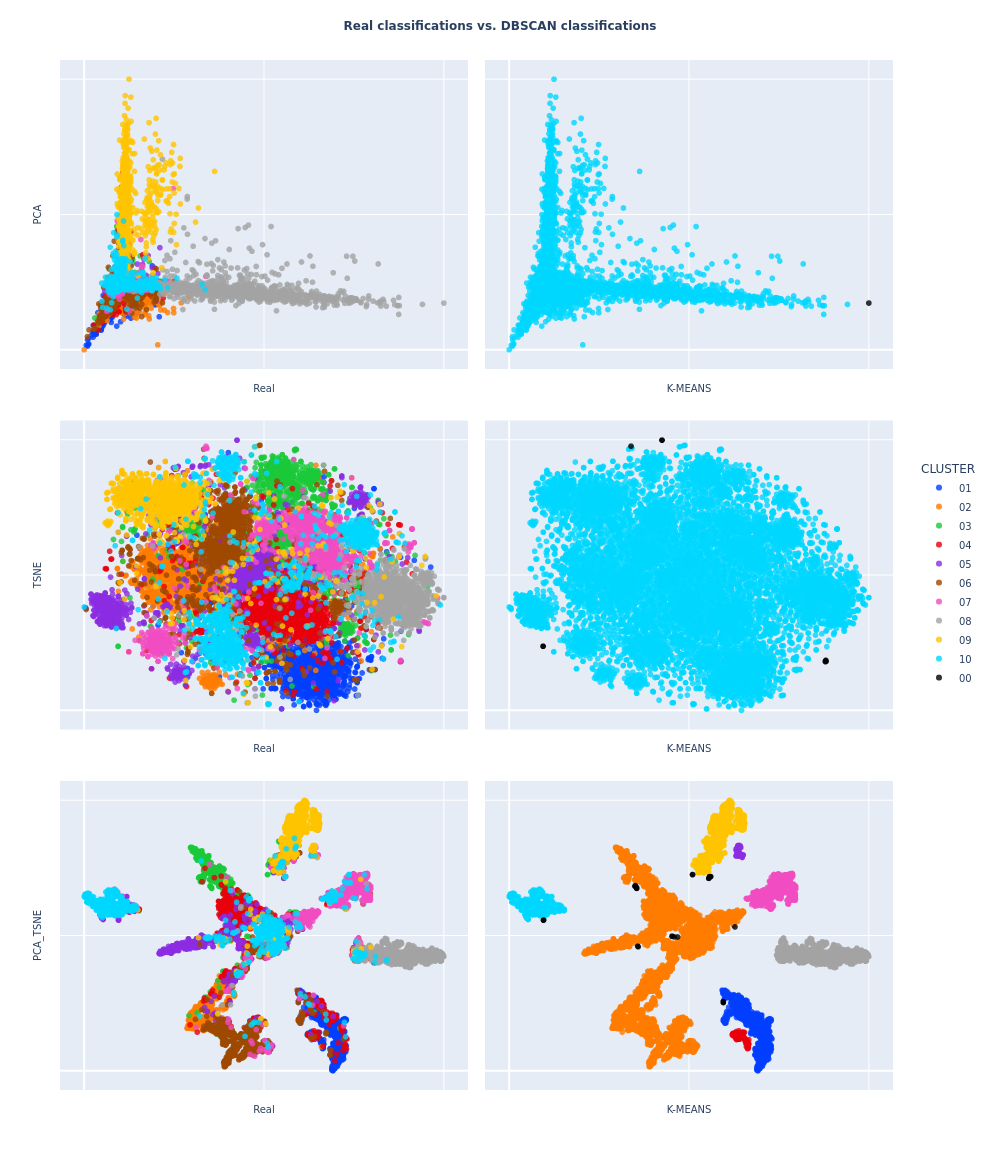 Real classifications vs. DBSCAN classifications
PCA
Real
K-MEANS
TSNE
Real
K-MEANS
PCA_TSNE
Real
K-MEANS
CLUSTER
01
02
03
04
05
06
07
08
09
10
00